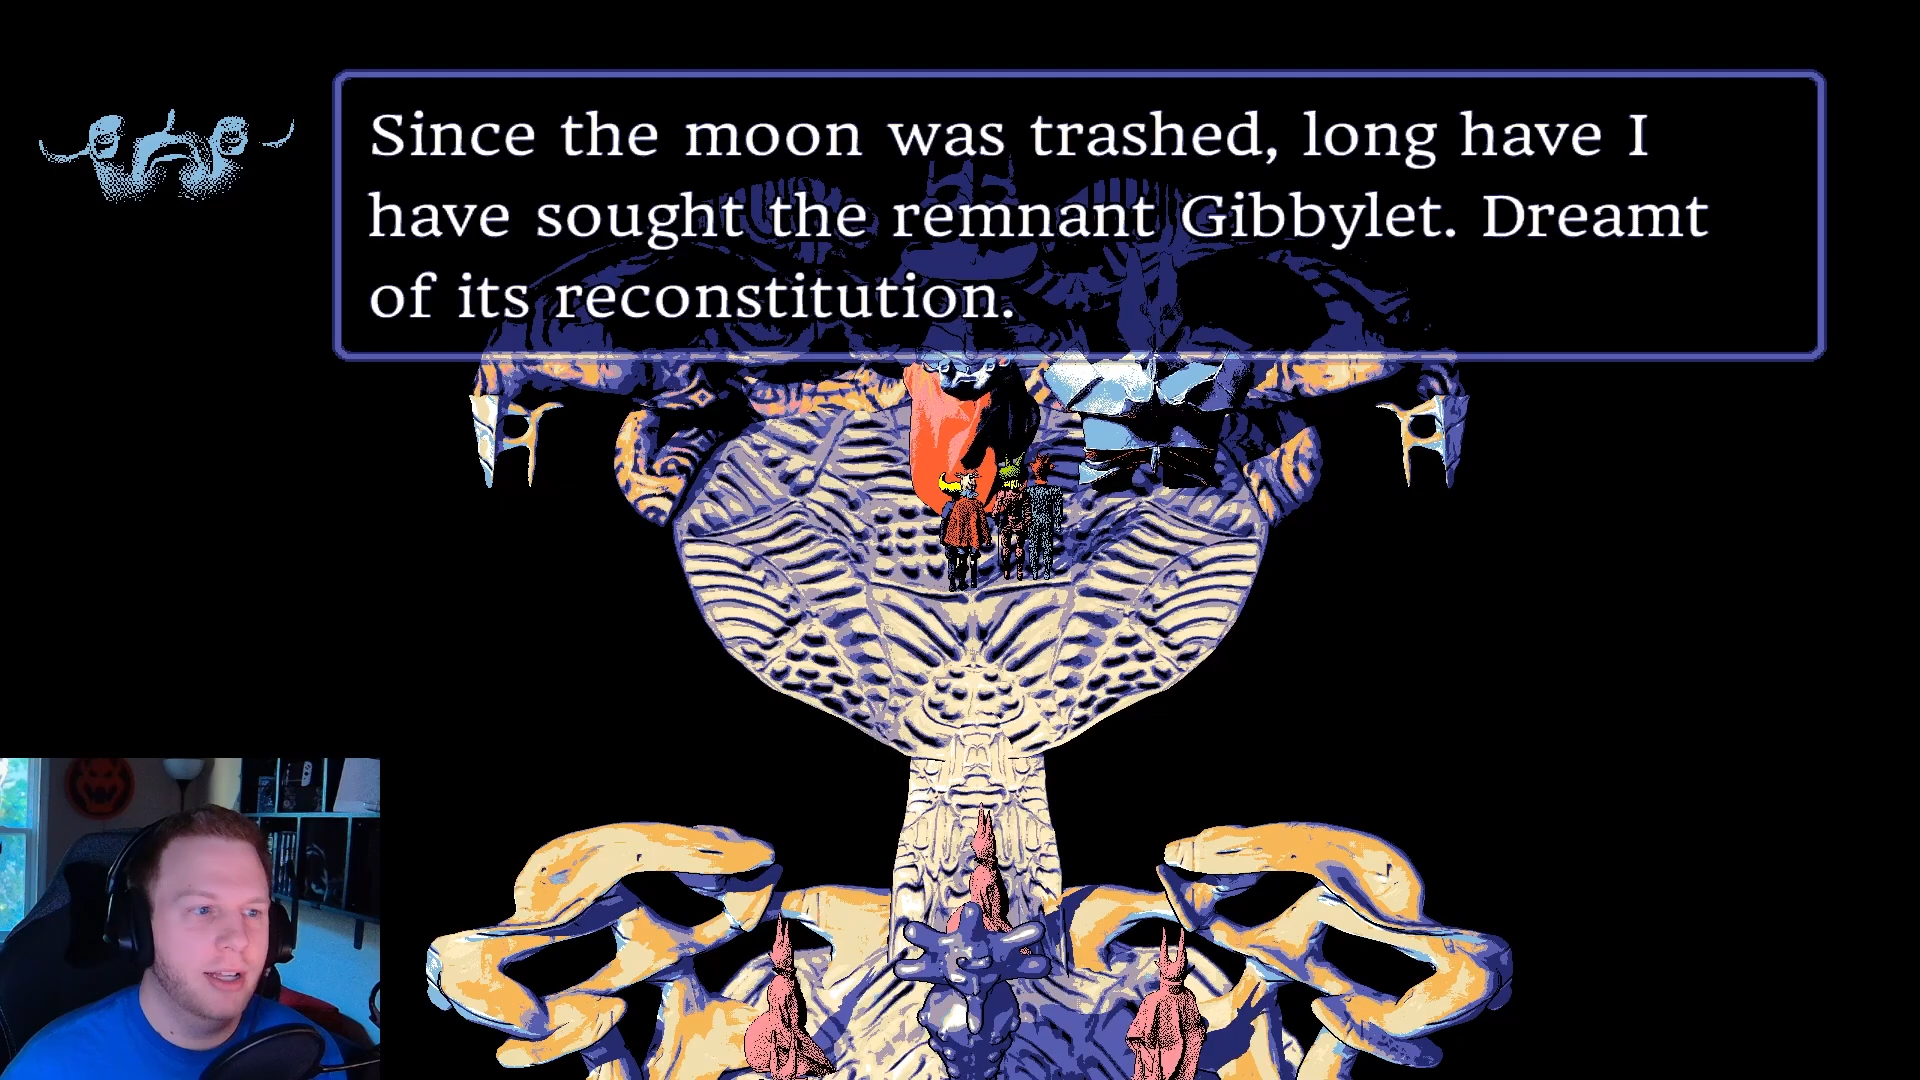 Since the moon was trashed, long have I
have sought the remnant Gibbylet. Dreamt
of its reconstitution.